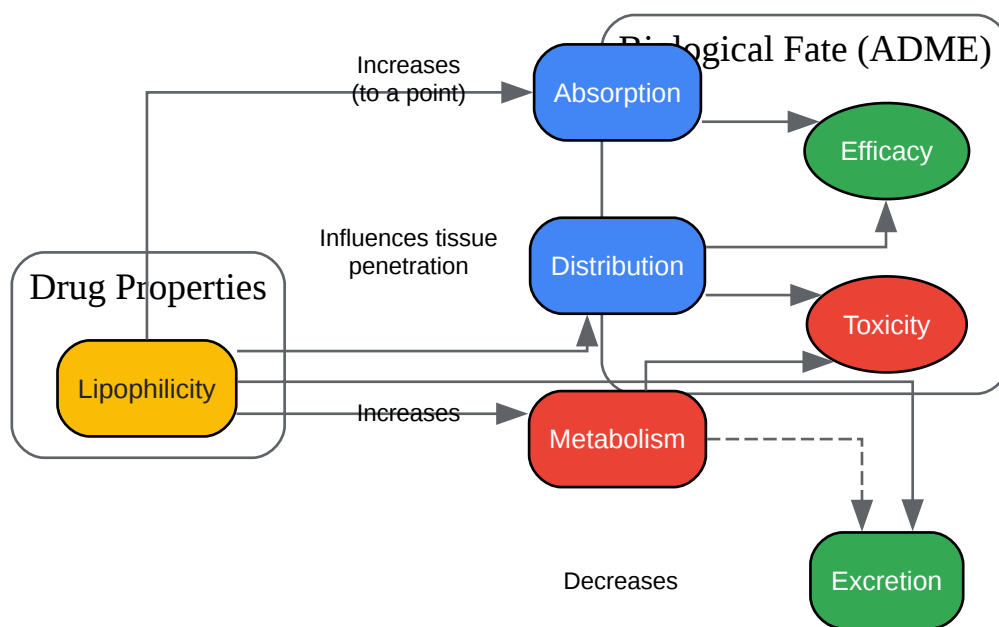 Biological Fate (ADME)
Increases
(to a point)
Absorption
Efficacy
Influences tissue
penetration
Distribution
Drug Properties
Toxicity
Lipophilicity
Increases
Metabolism
Decreases
Excretion